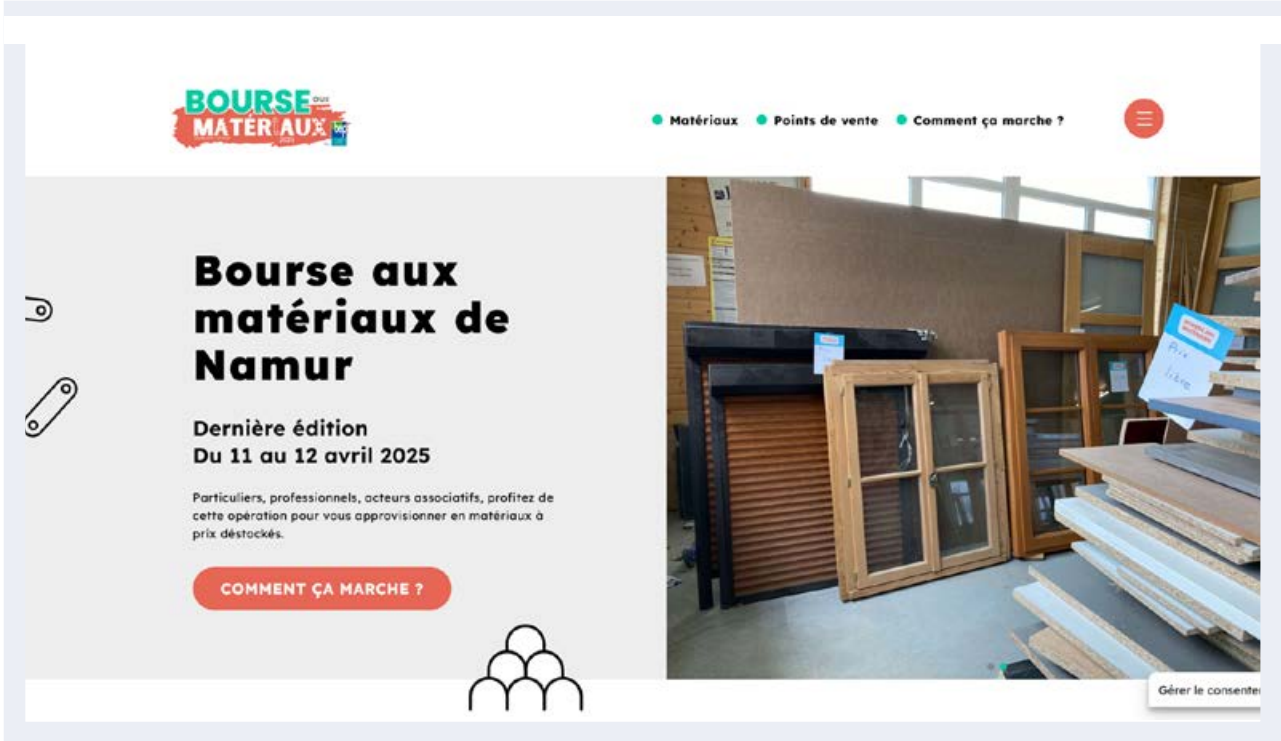 BOURSE aux
MATÉRIAUX
Matériaux
Points de vente
Comment ça marche ?
Bourse aux
matériaux de
Namur
Dernière édition
Du 11 au 12 avril 2025
Particuliers, professionnels, acteurs associatifs, profitez de
cette opération pour vous approvisionner en matériaux à
prix déstockés.
COMMENT ÇA MARCHE ?
Prix
libre
Gérer le consente